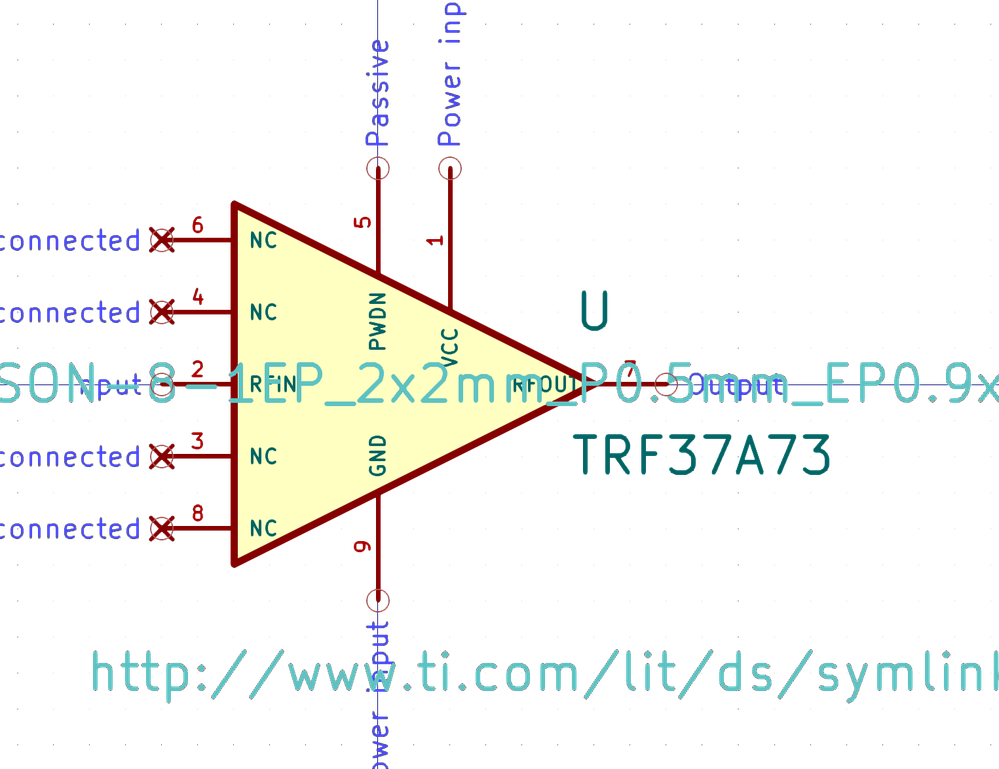 Passive
Power inp
5
1
connected 6 NC
U
connected 4 NC
PWDN
VCC
SON-8-1EP_2x2mm_P0.5mm_EP0.9x
nput 2 RFIN
RFOUT 7 Output
connected 3 NC
GND
TRF37A73
connected 8 NC
9
ower input
http://www.ti.com/lit/ds/symlink